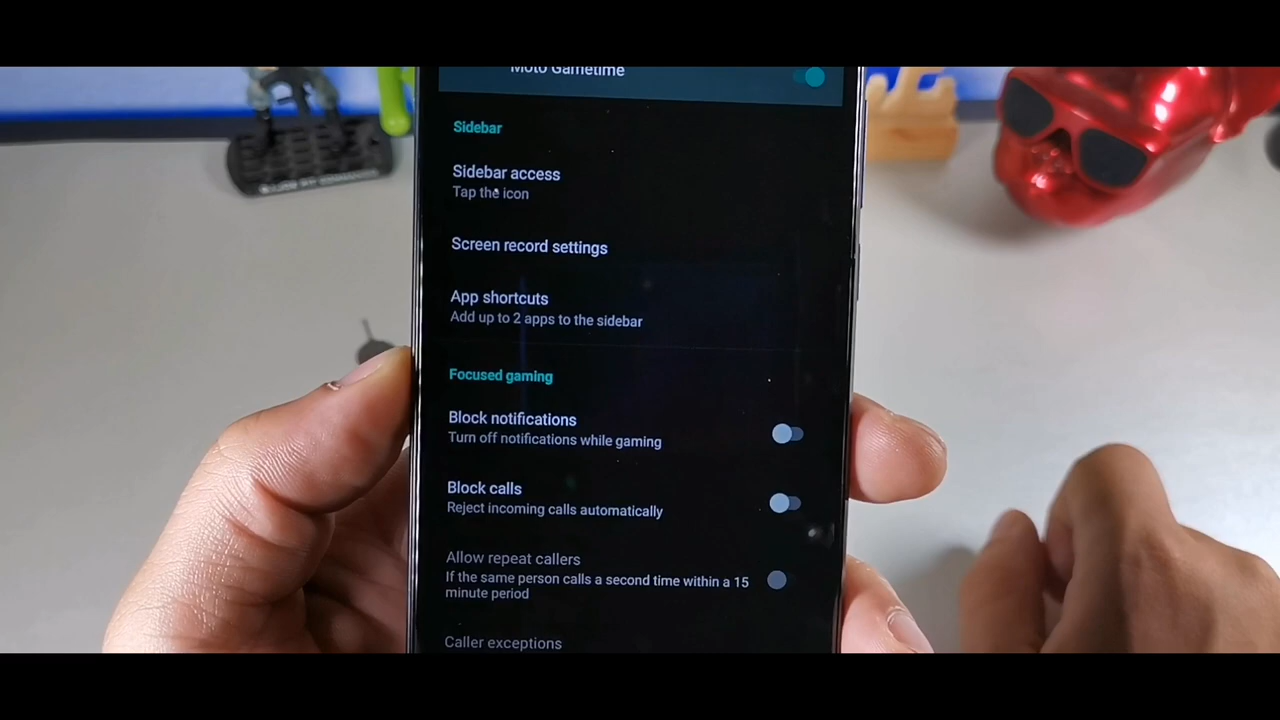 Moto Gametime
Sidebar
Sidebar access
Tap the icon
Screen record settings
App shortcuts
Add up to 2 apps to the sidebar
Focused gaming
Block notifications
Turn off notifications while gaming
Block calls
Reject incoming calls automatically
Allow repeat callers
If the same person calls a second time within a 15
minute period
Caller exceptions